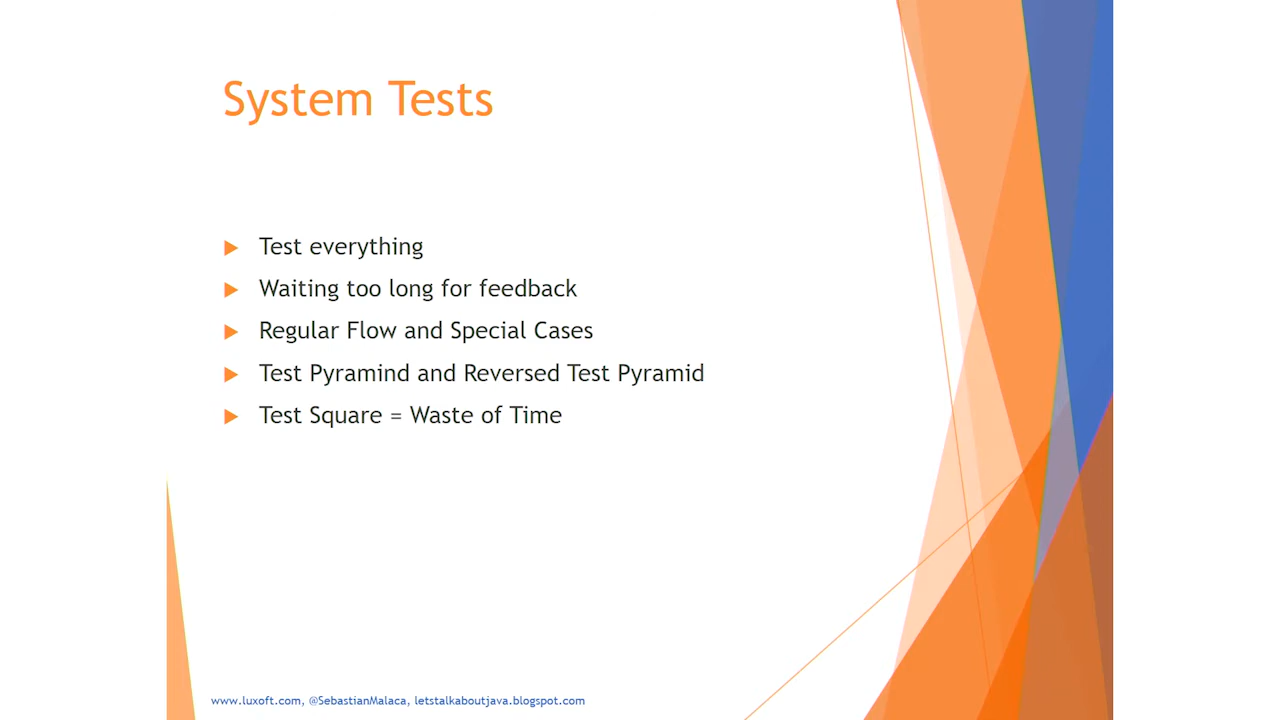 System Tests
Test everything
Waiting too long for feedback
Regular Flow and Special Cases
Test Pyramind and Reversed Test Pyramid
Test Square = Waste of Time
www.luxoft.com, @SebastianMalaca, letstalkaboutjava.blogspot.com